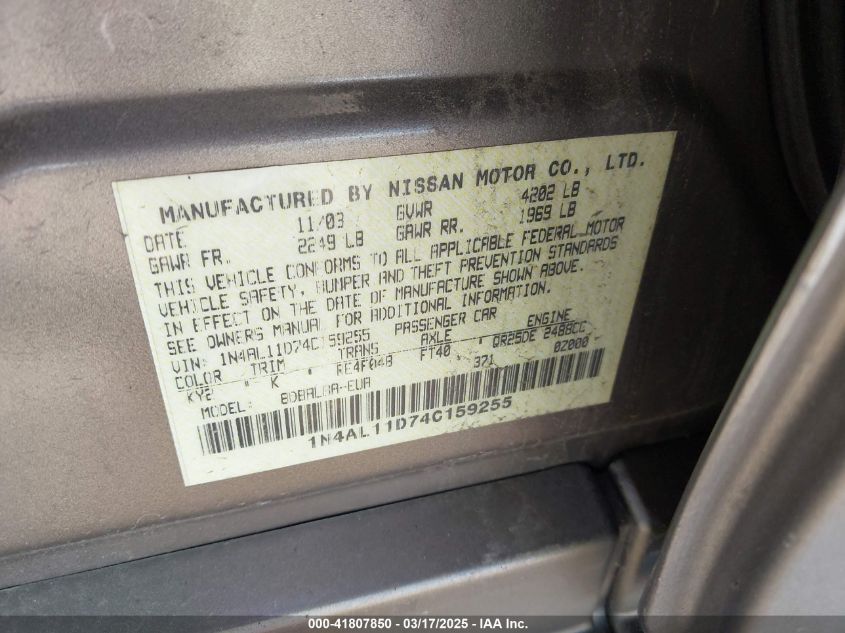 MANUFACTURED BY NISSAN MOTOR CO., LTD.
DATE 11/03 GVWR 4202 LB
GAWR FR. 2249 LB GAWR RR. 1969 LB
THIS VEHICLE CONFORMS TO ALL APPLICABLE FEDERAL MOTOR
VEHICLE SAFETY, BUMPER AND THEFT PREVENTION STANDARDS
IN EFFECT ON THE DATE OF MANUFACTURE SHOWN ABOVE.
SEE OWNERS MANUAL FOR ADDITIONAL INFORMATION.
VIN: 1N4AL11D74C159255 PASSENGER CAR
COLOR TRIM TRANS AXLE ENGINE
KY2 K RE4F04B FT40 371 QR25DE 2488CC
MODEL: 02000
1N4AL11D74C159255
000-41807850 / 03/17/2025 - IAA Inc.